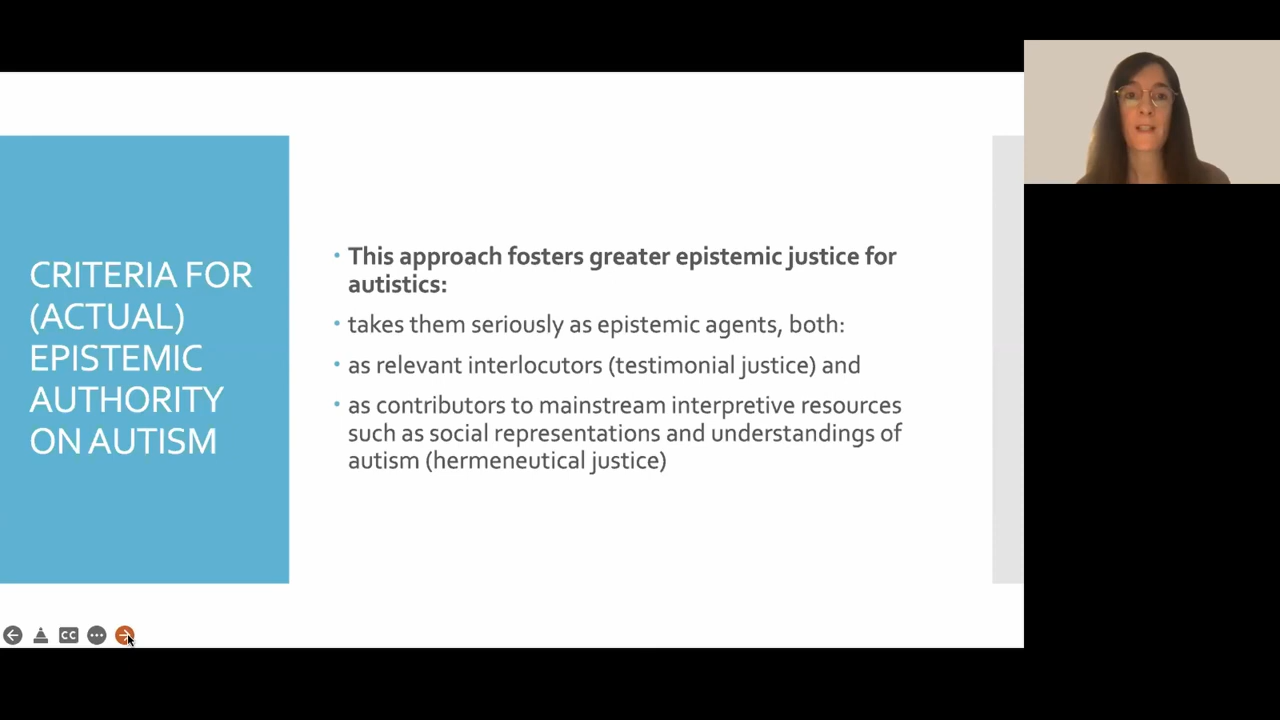 CRITERIA FOR
(ACTUAL)
EPISTEMIC
AUTHORITY
ON AUTISM
• This approach fosters greater epistemic justice for
autistics:
• takes them seriously as epistemic agents, both:
• as relevant interlocutors (testimonial justice) and
• as contributors to mainstream interpretive resources
such as social representations and understandings of
autism (hermeneutical justice)
CC